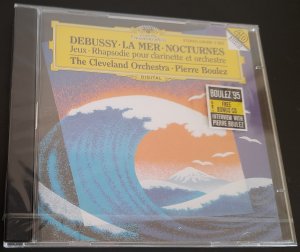 DEBUSSY · LA MER · NOCTURNES
Jeux · Rhapsodie pour clarinette et orchestre
The Cleveland Orchestra · Pierre Boulez
DIGITAL
BOULEZ '95
FREE
BONUS CD
INTERVIEW WITH
PIERRE BOULEZ